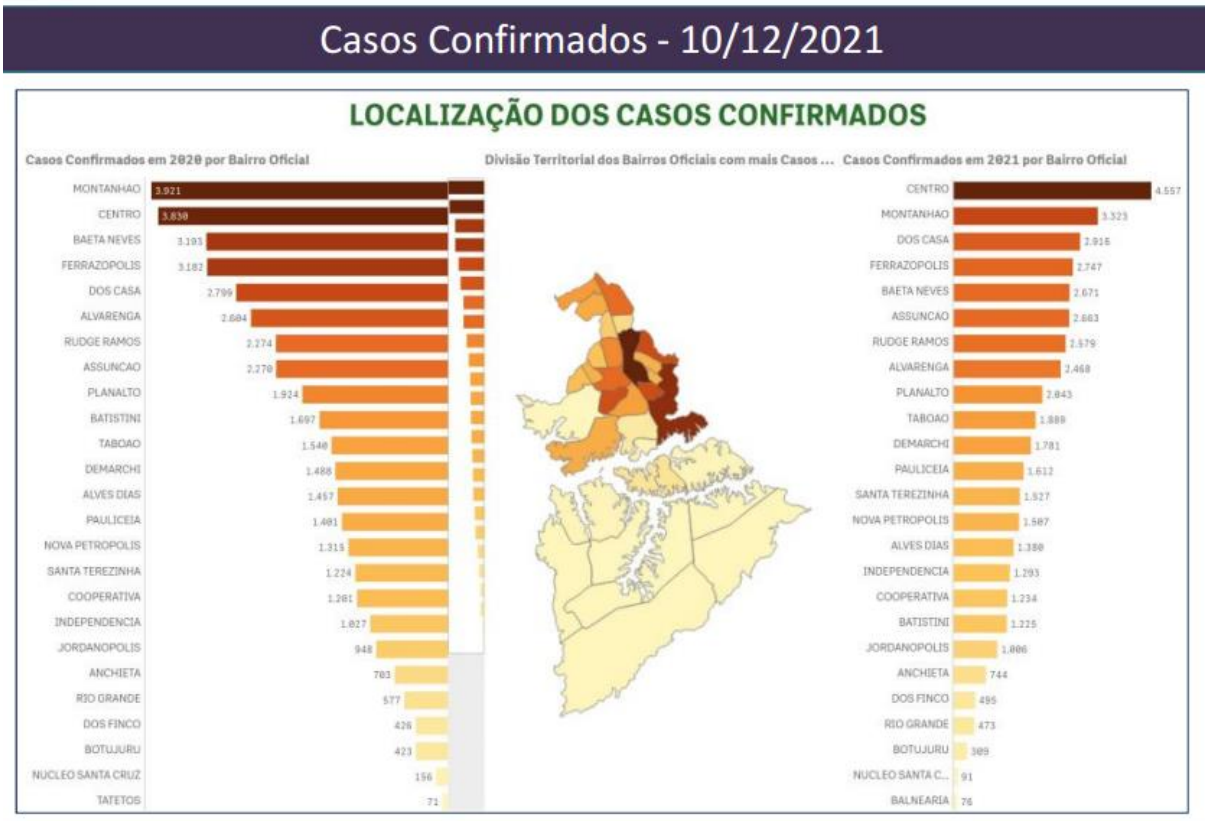 Casos Confirmados - 10/12/2021
LOCALIZAÇÃO DOS CASOS CONFIRMADOS
Casos Confirmados em 2020 por Bairro Oficial
MONTANHAO 3.921
CENTRO 3.830
BAETA NEVES 3.193
FERRAZOPOLIS 3.182
DOS CASA 2.799
ALVARENGA 2.604
RUDGE RAMOS 2.274
ASSUNCAO 2.270
PLANALTO 1.924
BATISTINI 1.697
TABOAO 1.540
DEMARCHI 1.488
ALVES DIAS 1.457
PAULICEIA 1.401
NOVA PETROPOLIS 1.315
SANTA TEREZINHA 1.224
COOPERATIVA 1.201
INDEPENDENCIA 1.027
JORDANOPOLIS 948
ANCHIETA 703
RIO GRANDE 577
DOS FINCO 426
BOTUJURU 423
NUCLEO SANTA CRUZ 156
TATETOS 71
Divisão Territorial dos Bairros Oficiais com mais Casos ...
Casos Confirmados em 2021 por Bairro Oficial
CENTRO 4.557
MONTANHAO 3.323
DOS CASA 2.916
FERRAZOPOLIS 2.747
BAETA NEVES 2.671
ASSUNCAO 2.663
RUDGE RAMOS 2.579
ALVARENGA 2.468
PLANALTO 2.043
TABOAO 1.889
DEMARCHI 1.781
PAULICEIA 1.612
SANTA TEREZINHA 1.527
NOVA PETROPOLIS 1.507
ALVES DIAS 1.380
INDEPENDENCIA 1.293
COOPERATIVA 1.234
BATISTINI 1.225
JORDANOPOLIS 1.006
ANCHIETA 744
DOS FINCO 495
RIO GRANDE 473
BOTUJURU 309
NUCLEO SANTA C... 91
BALNEARIA 76